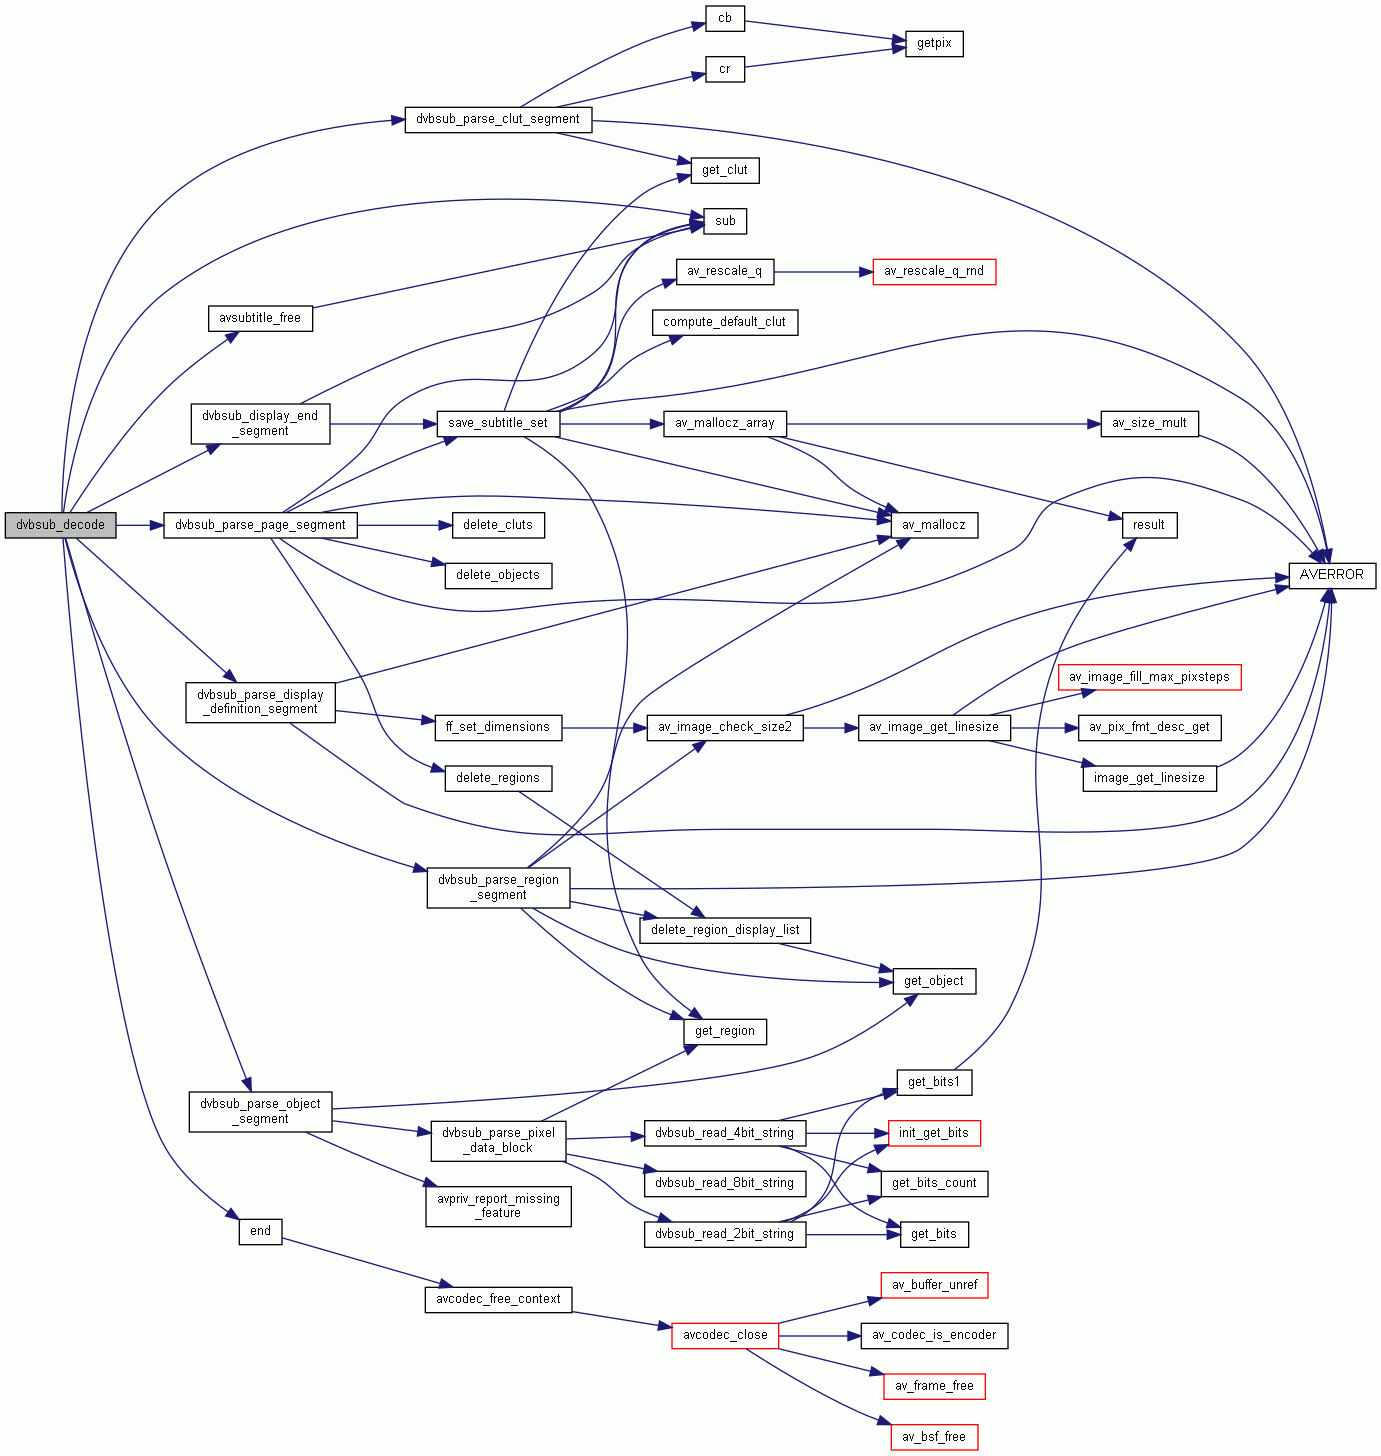 cb
getpix
cr
dvbsub_parse_clut_segment
get_clut
sub
av_rescale_q
av_rescale_q_rnd
avsubtitle_free
compute_default_clut
dvbsub_display_end
_segment
save_subtitle_set
av_mallocz_array
av_size_mult
dvbsub_decode
dvbsub_parse_page_segment
delete_cluts
av_mallocz
result
delete_objects
AVERROR
av_image_fill_max_pixsteps
dvbsub_parse_display
_definition_segment
ff_set_dimensions
av_image_check_size2
av_image_get_linesize
av_pix_fmt_desc_get
delete_regions
image_get_linesize
dvbsub_parse_region
_segment
delete_region_display_list
get_object
get_region
get_bits1
dvbsub_parse_object
_segment
dvbsub_parse_pixel
_data_block
dvbsub_read_4bit_string
init_get_bits
dvbsub_read_8bit_string
get_bits_count
avpriv_report_missing
_feature
end
dvbsub_read_2bit_string
get_bits
av_buffer_unref
avcodec_free_context
avcodec_close
av_codec_is_encoder
av_frame_free
av_bsf_free